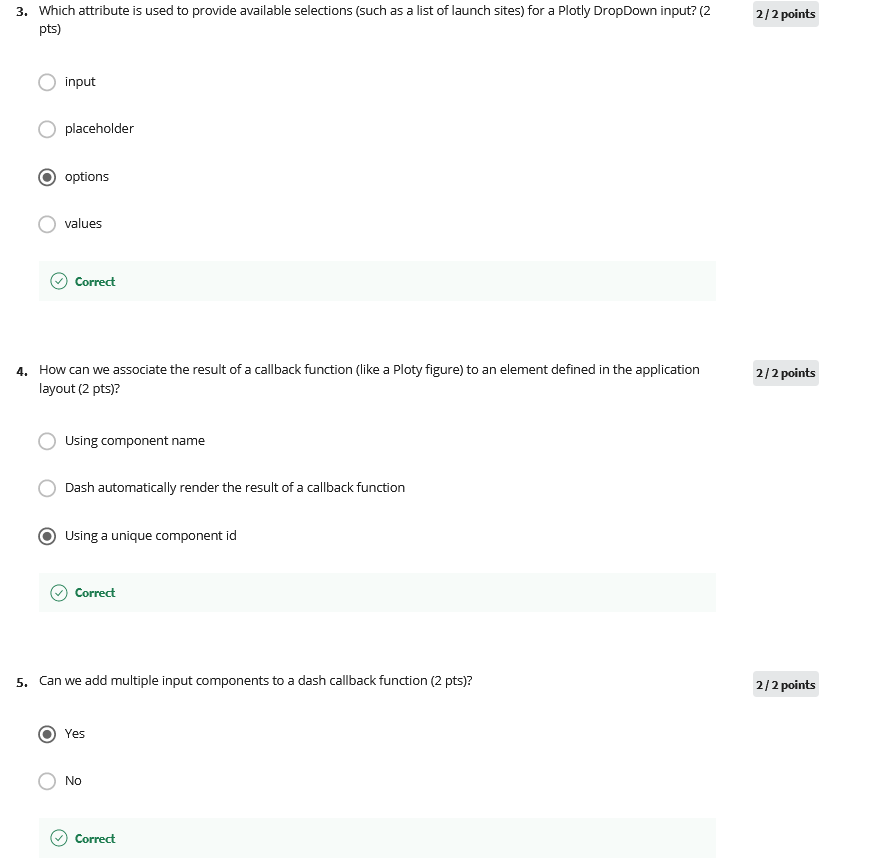 3. Which attribute is used to provide available selections (such as a list of launch sites) for a Plotly DropDown input? (2
pts)
2 / 2 points
input
placeholder
options
values
Correct
4. How can we associate the result of a callback function (like a Ploty figure) to an element defined in the application
layout (2 pts)?
2 / 2 points
Using component name
Dash automatically render the result of a callback function
Using a unique component id
Correct
5. Can we add multiple input components to a dash callback function (2 pts)?
2 / 2 points
Yes
No
Correct